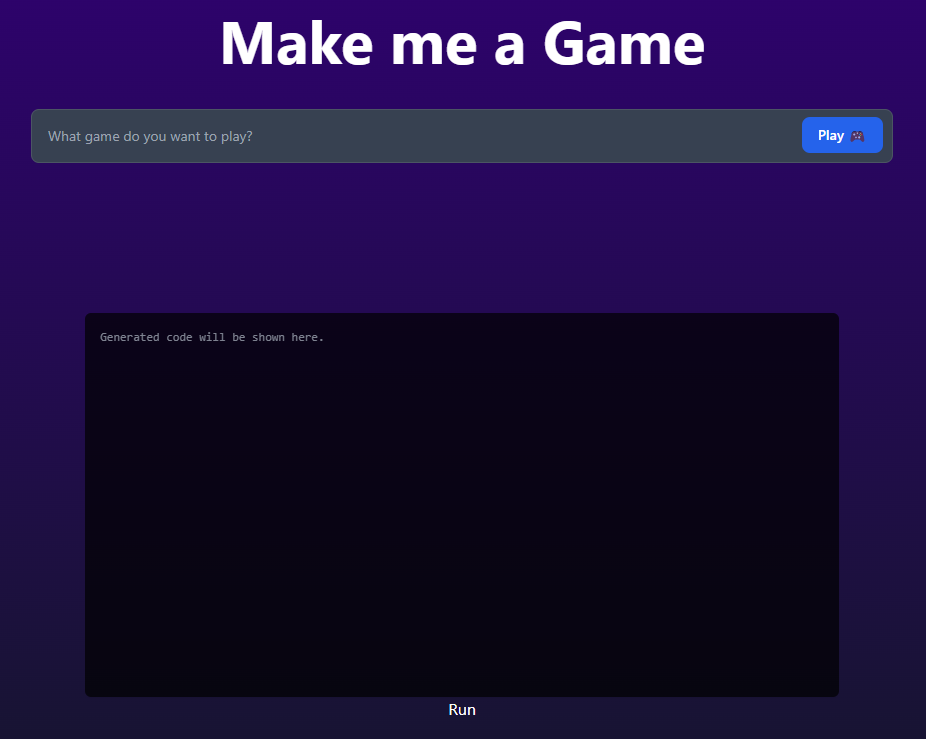 Make me a Game
What game do you want to play?
Play 🎮
Generated code will be shown here.
Run